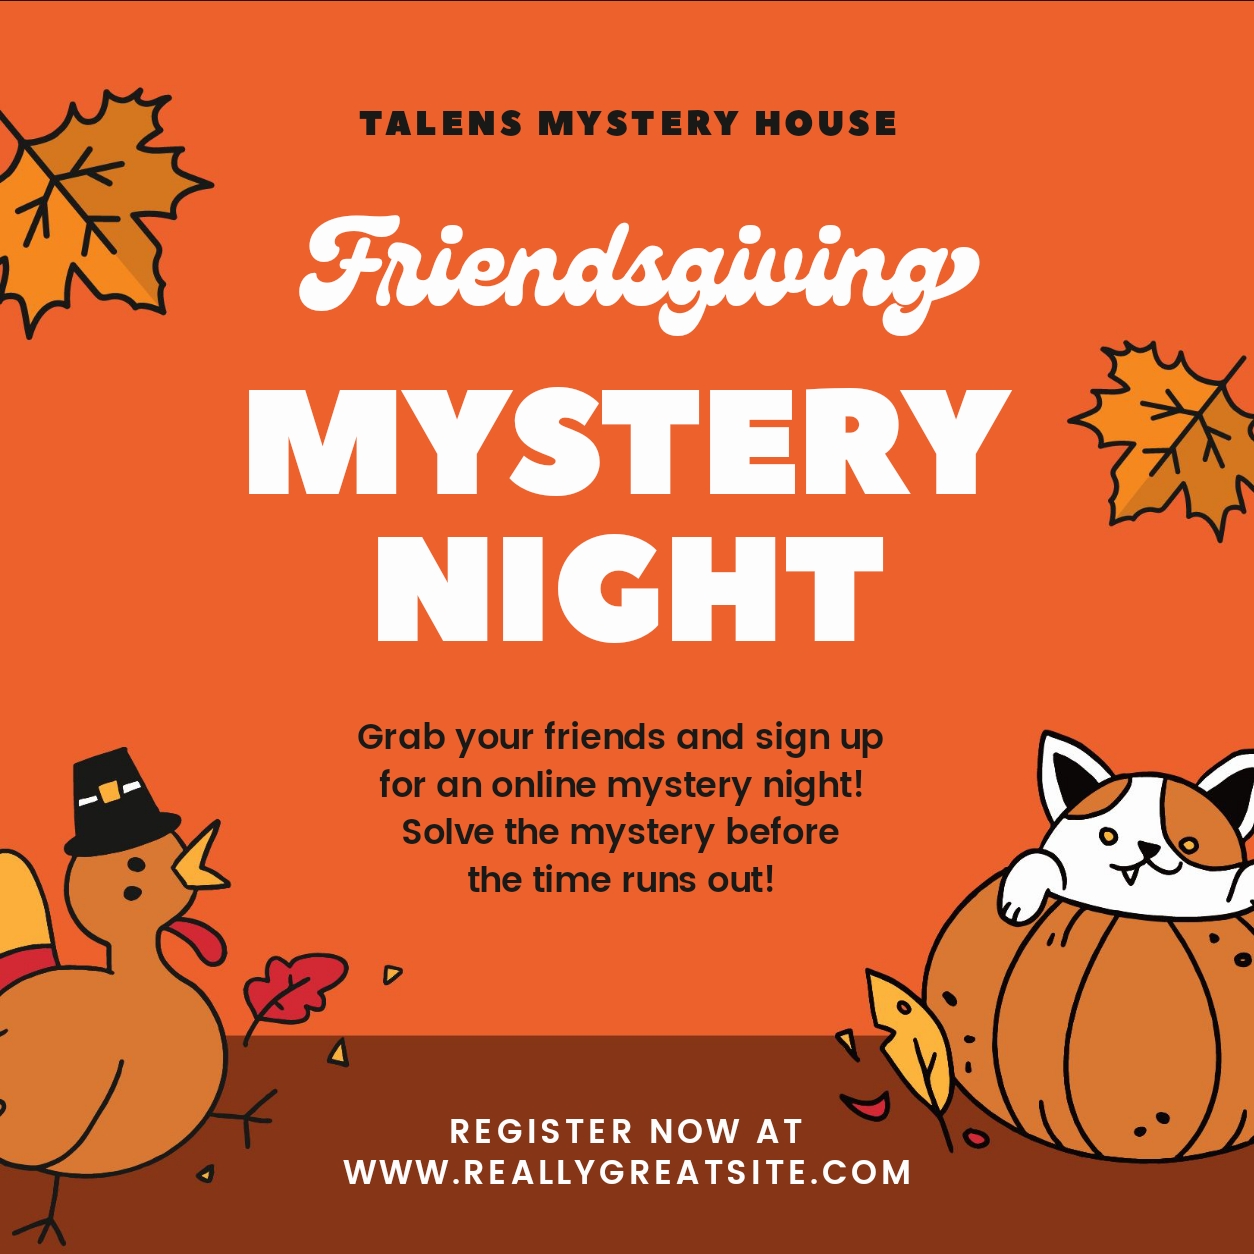 TALENS MYSTERY HOUSE
Friendsgiving
MYSTERY
NIGHT
Grab your friends and sign up
for an online mystery night!
Solve the mystery before
the time runs out!
REGISTER NOW AT
WWW.REALLYGREATSITE.COM